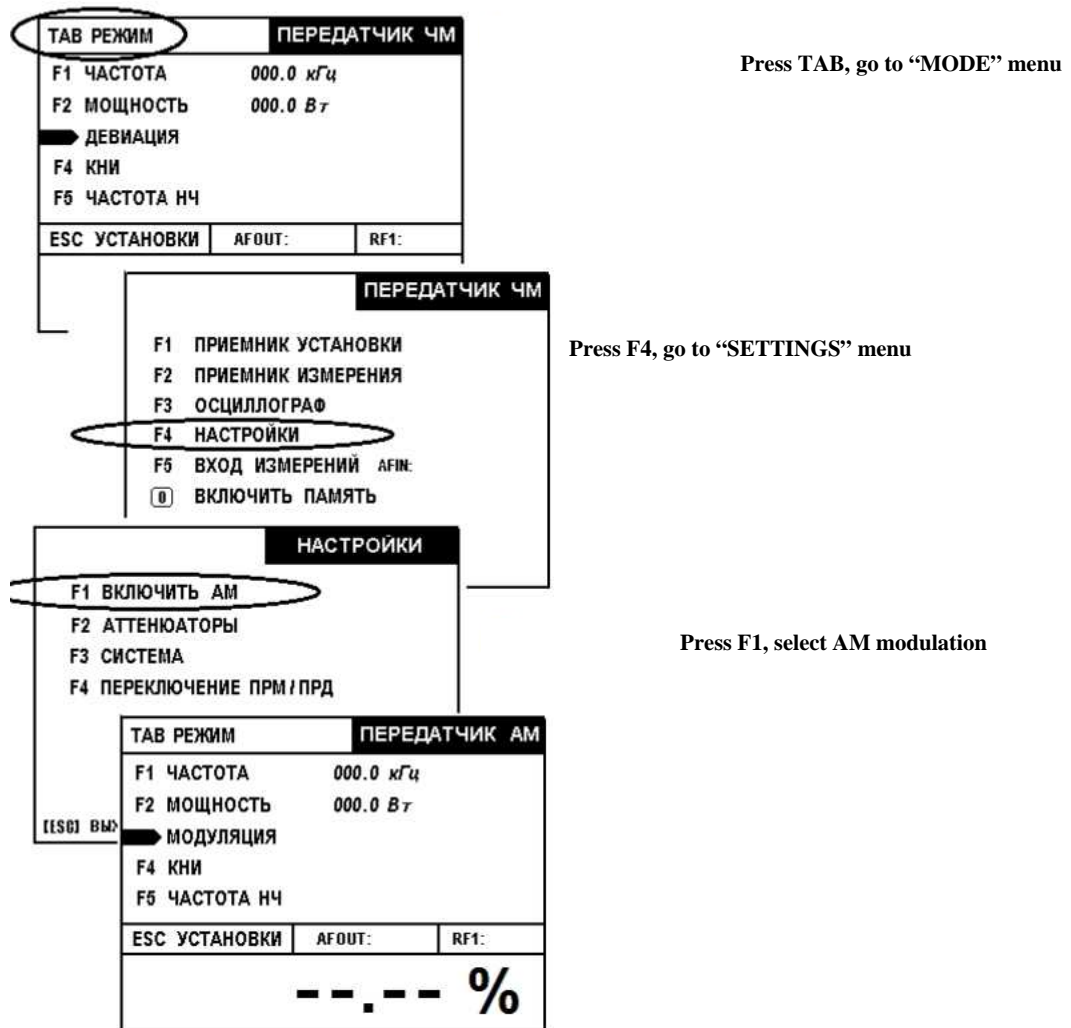 TAB РЕЖИМ ПЕРЕДАТЧИК ЧМ
F1 ЧАСТОТА 000.0 кГц
F2 МОЩНОСТЬ 000.0 Вт
ДЕВИАЦИЯ
F4 КНИ
F5 ЧАСТОТА НЧ
ESC УСТАНОВКИ AFOUT: RF1:
Press TAB, go to “MODE” menu
ПЕРЕДАТЧИК ЧМ
F1 ПРИЕМНИК УСТАНОВКИ
F2 ПРИЕМНИК ИЗМЕРЕНИЯ
F3 ОСЦИЛЛОГРАФ
F4 НАСТРОЙКИ
F5 ВХОД ИЗМЕРЕНИЙ AFIN:
0 ВКЛЮЧИТЬ ПАМЯТЬ
Press F4, go to “SETTINGS” menu
НАСТРОЙКИ
F1 ВКЛЮЧИТЬ АМ
F2 АТТЕНЮАТОРЫ
F3 СИСТЕМА
F4 ПЕРЕКЛЮЧЕНИЕ ПРМ / ПРД
Press F1, select AM modulation
TAB РЕЖИМ ПЕРЕДАТЧИК АМ
F1 ЧАСТОТА 000.0 кГц
F2 МОЩНОСТЬ 000.0 Вт
МОДУЛЯЦИЯ
F4 КНИ
F5 ЧАСТОТА НЧ
ESC УСТАНОВКИ AFOUT: RF1:
--.-- %